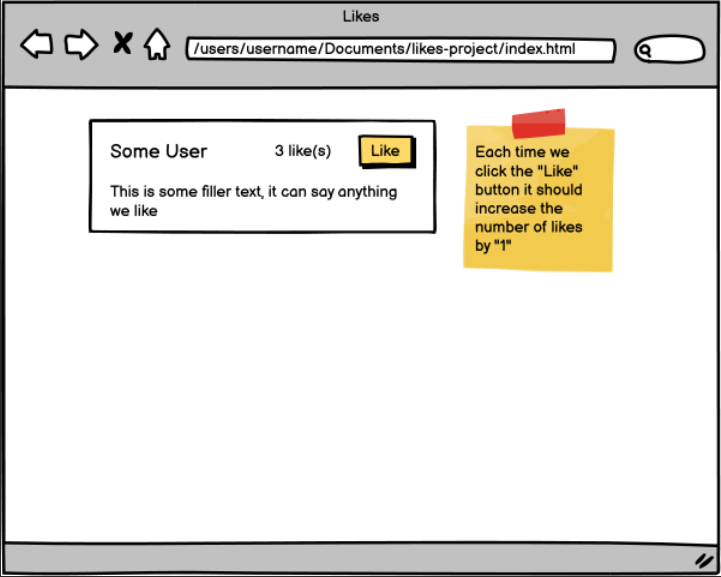 Likes
/users/username/Documents/likes-project/index.html
Some User
3 like(s)
Like
This is some filler text, it can say anything
we like
Each time we
click the "Like"
button it should
increase the
number of likes
by "1"